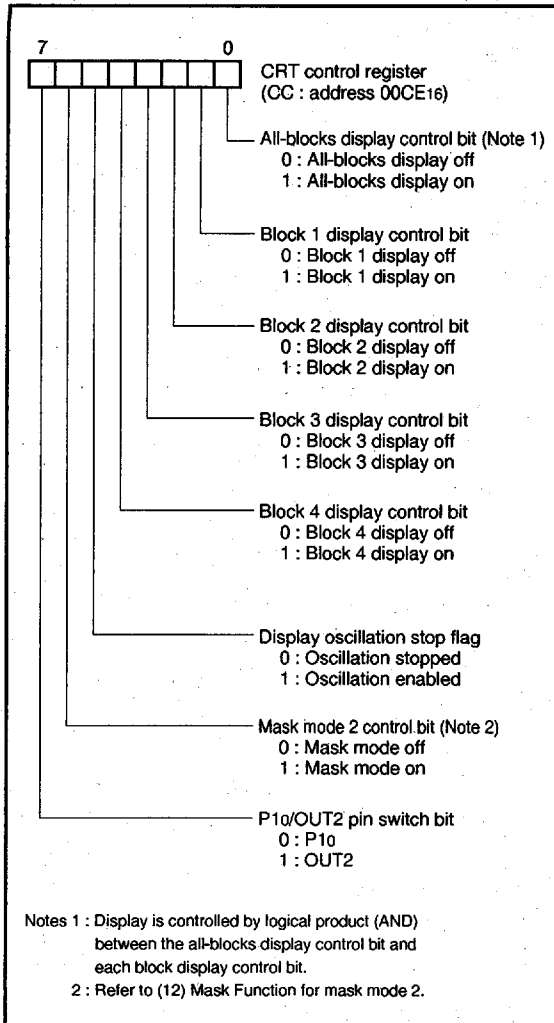 7 0
CRT control register
(CC : address 00CE16)
All-blocks display control bit (Note 1)
0 : All-blocks display off
1 : All-blocks display on
Block 1 display control bit
0 : Block 1 display off
1 : Block 1 display on
Block 2 display control bit
0 : Block 2 display off
1 : Block 2 display on
Block 3 display control bit
0 : Block 3 display off
1 : Block 3 display on
Block 4 display control bit
0 : Block 4 display off
1 : Block 4 display on
Display oscillation stop flag
0 : Oscillation stopped
1 : Oscillation enabled
Mask mode 2 control bit (Note 2)
0 : Mask mode off
1 : Mask mode on
P10/OUT2 pin switch bit
0 : P10
1 : OUT2
Notes 1 : Display is controlled by logical product (AND)
between the all-blocks display control bit and
each block display control bit.
2 : Refer to (12) Mask Function for mask mode 2.